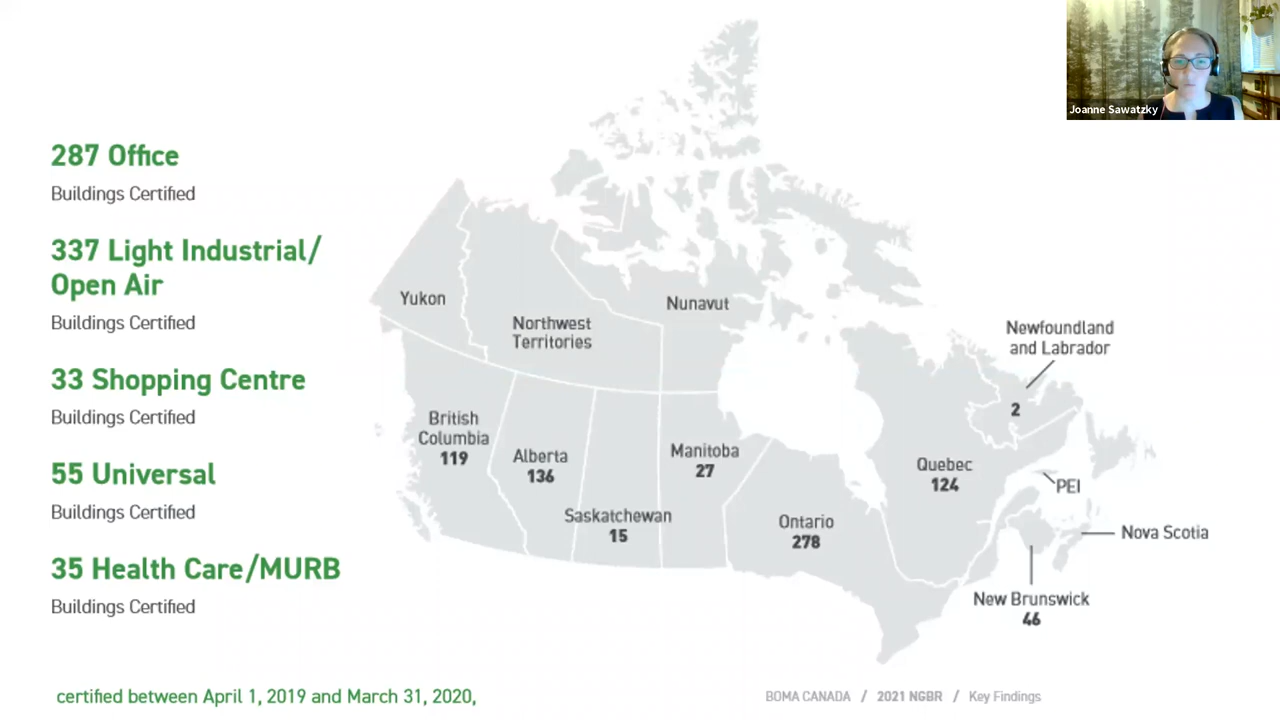 Joanne Sawatzky
287 Office
Buildings Certified
337 Light Industrial/
Open Air
Buildings Certified
33 Shopping Centre
Buildings Certified
55 Universal
Buildings Certified
35 Health Care/MURB
Buildings Certified
Yukon
Northwest
Territories
Nunavut
Newfoundland
and Labrador
2
British
Columbia
119
Alberta
136
Saskatchewan
15
Manitoba
27
Ontario
278
Quebec
124
PEI
Nova Scotia
New Brunswick
46
certified between April 1, 2019 and March 31, 2020,
BOMA CANADA / 2021 NGBR / Key Findings